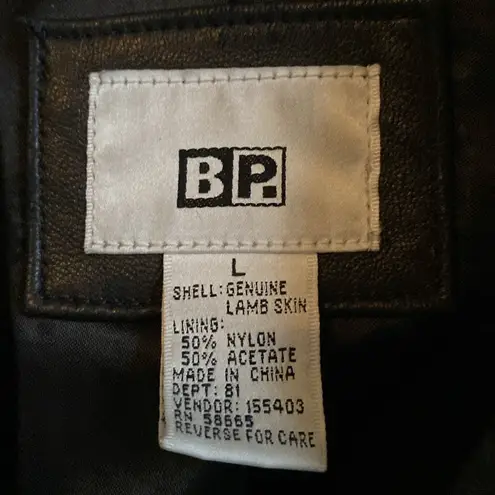 BP.
L
SHELL: GENUINE
LAMB SKIN
LINING:
50% NYLON
50% ACETATE
MADE IN CHINA
DEPT: 81
VENDOR: 155403
RN 58665
REVERSE FOR CARE